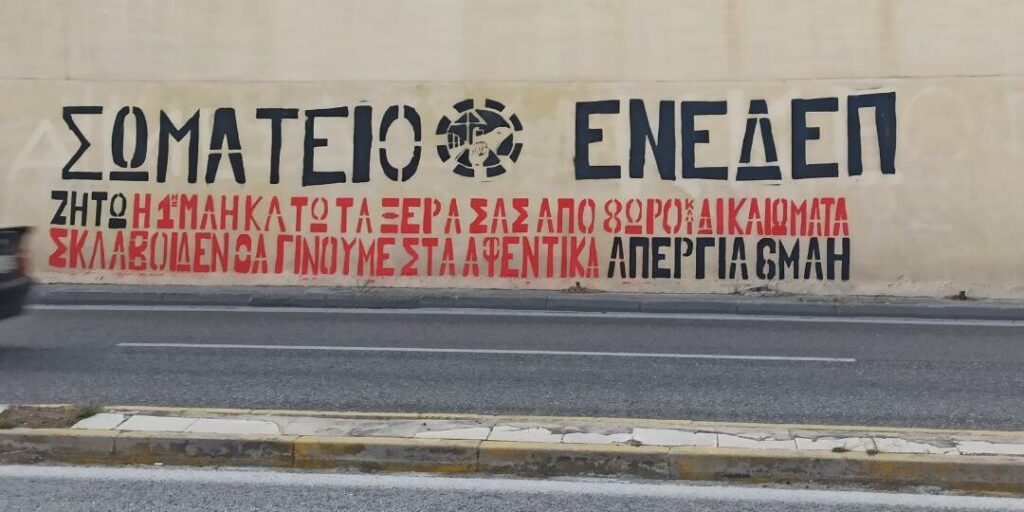 ΣΩΜΑΤΕΙΟ ΕΝΕΔΕΠ
ΖΗΤΩ Η 1η ΜΑΗ ΚΑΤΩ ΤΑ ΞΕΡΑ ΣΑΣ ΑΠΟ 8ΩΡΟ ΚΑΙ ΔΙΚΑΙΩΜΑΤΑ
ΣΚΛΑΒΟΙ ΔΕΝ ΘΑ ΓΙΝΟΥΜΕ ΣΤΑ ΑΦΕΝΤΙΚΑ ΑΠΕΡΓΙΑ 6 ΜΑΗ